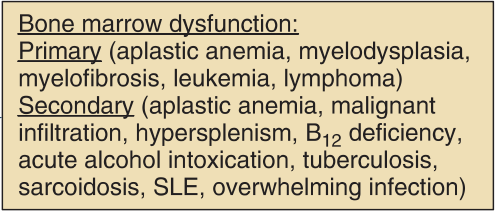 Bone marrow dysfunction:
Primary (aplastic anemia, myelodysplasia,
myelofibrosis, leukemia, lymphoma)
Secondary (aplastic anemia, malignant
infiltration, hypersplenism, B12 deficiency,
acute alcohol intoxication, tuberculosis,
sarcoidosis, SLE, overwhelming infection)